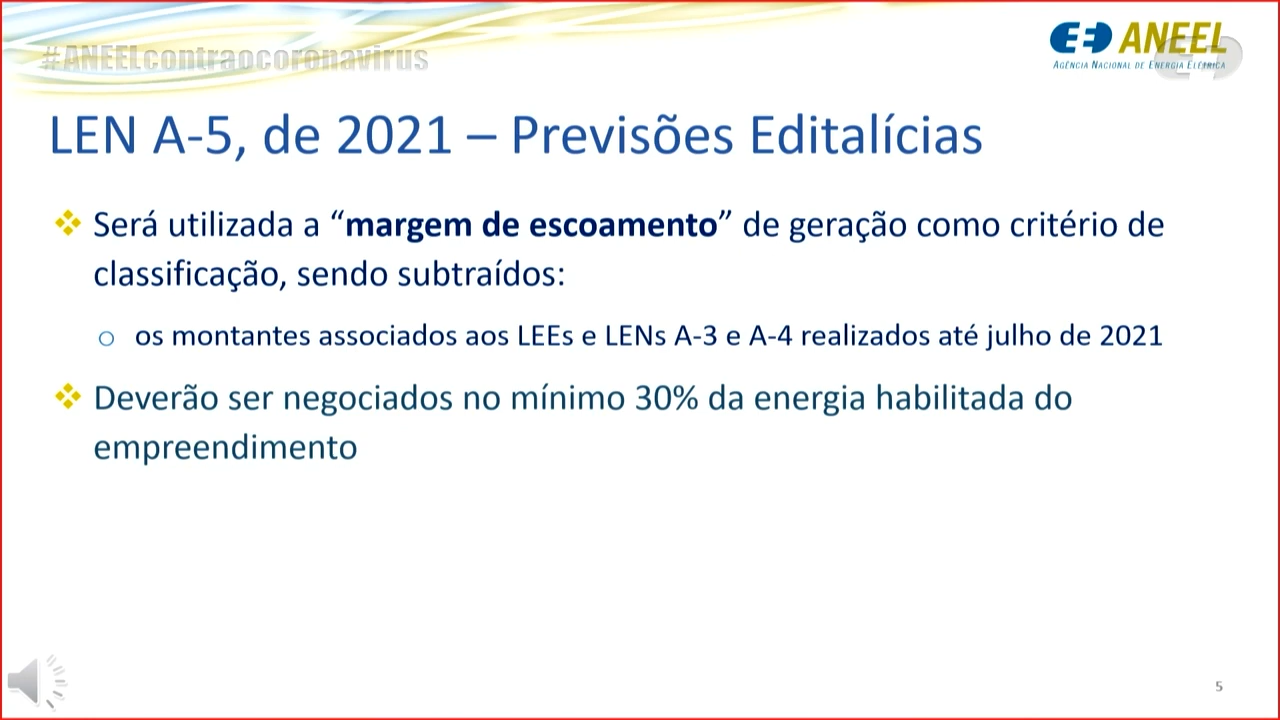 #ANEELcontraocoronavirus
ANEEL
AGÊNCIA NACIONAL DE ENERGIA ELÉTRICA
LEN A-5, de 2021 – Previsões Editalícias
Será utilizada a “margem de escoamento” de geração como critério de
classificação, sendo subtraídos:
os montantes associados aos LEEs e LENs A-3 e A-4 realizados até julho de 2021
Deverão ser negociados no mínimo 30% da energia habilitada do
empreendimento
5